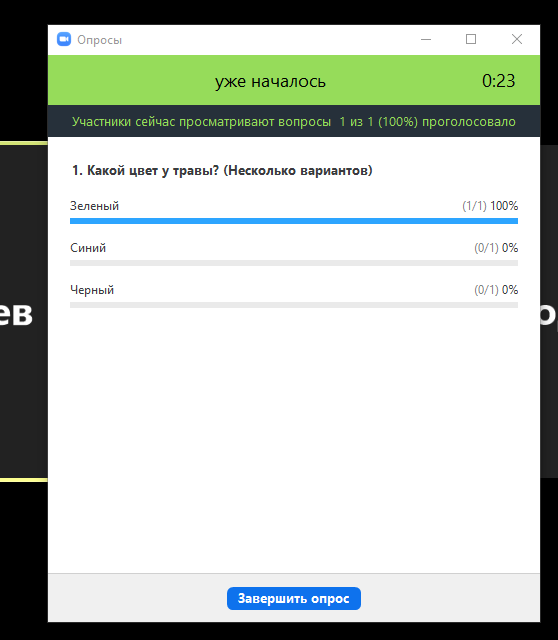 Опросы
уже началось 0:23
Участники сейчас просматривают вопросы 1 из 1 (100%) проголосовало
1. Какой цвет у травы? (Несколько вариантов)
Зеленый (1/1) 100%
Синий (0/1) 0%
Черный (0/1) 0%
ев
Завершить опрос